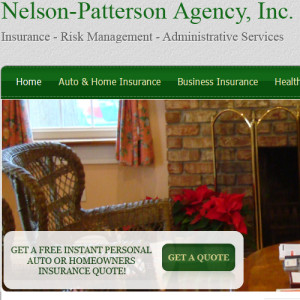 Nelson-Patterson Agency, Inc.
Insurance - Risk Management - Administrative Services
Home Auto & Home Insurance Business Insurance Health
GET A FREE INSTANT PERSONAL
AUTO OR HOMEOWNERS
INSURANCE QUOTE!
GET A QUOTE